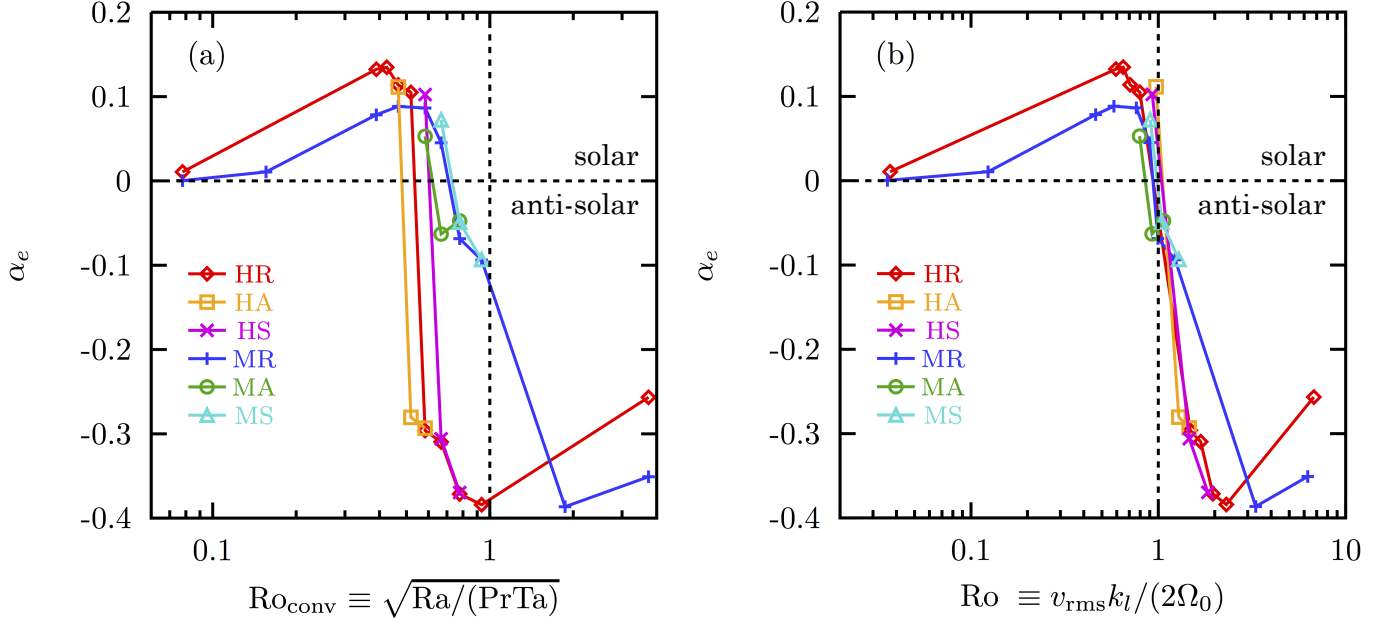 (a)
0.2
0.1
0
-0.1
-0.2
-0.3
-0.4
αₑ
solar
anti-solar
HR
HA
HS
MR
MA
MS
0.1 1
Ro_conv ≡ √Ra/(PrTa)
(b)
0.2
0.1
0
-0.1
-0.2
-0.3
-0.4
αₑ
solar
anti-solar
HR
HA
HS
MR
MA
MS
0.1 1 10
Ro ≡ v_rms k_l/(2Ω₀)